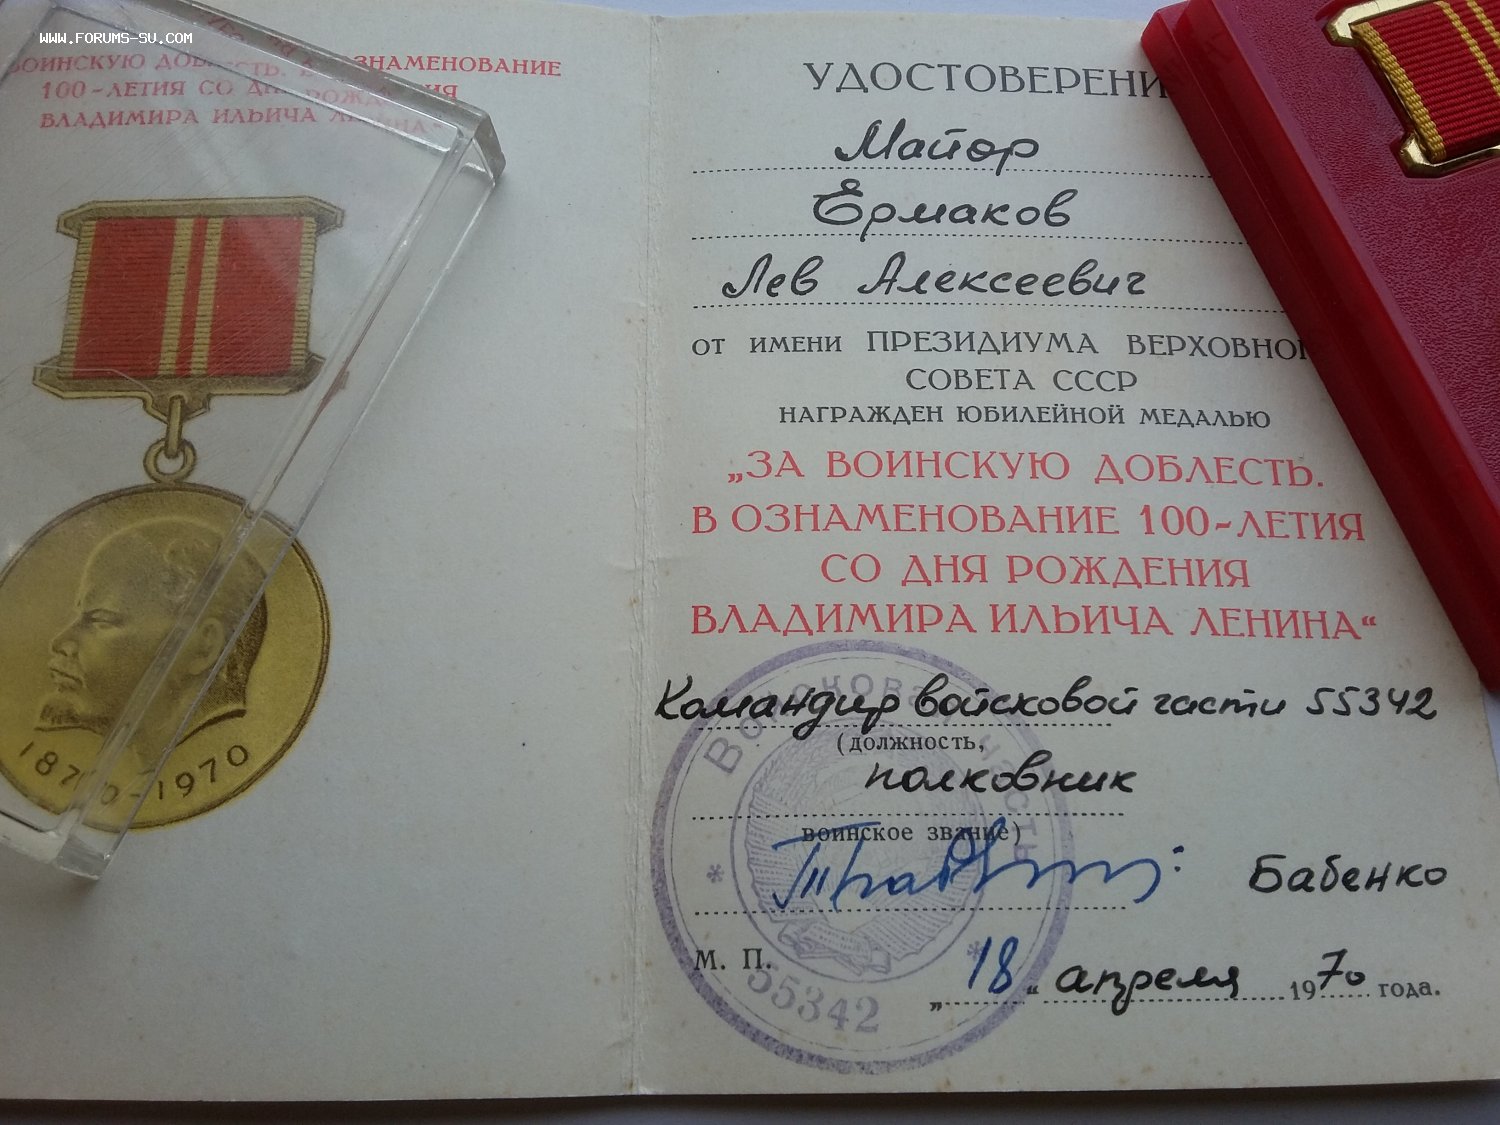 www.forums-su.com
ВОИНСКУЮ ДОБЛЕСТЬ. В ОЗНАМЕНОВАНИЕ
100-ЛЕТИЯ СО ДНЯ РОЖДЕНИЯ
ВЛАДИМИРА ИЛЬИЧА ЛЕНИНА“
1870-1970
УДОСТОВЕРЕНИ
Майор
Ермаков
Лев Алексеевич
ОТ ИМЕНИ ПРЕЗИДИУМА ВЕРХОВНОГ
СОВЕТА СССР
НАГРАЖДЕН ЮБИЛЕЙНОЙ МЕДАЛЬЮ
„ЗА ВОИНСКУЮ ДОБЛЕСТЬ.
В ОЗНАМЕНОВАНИЕ 100-ЛЕТИЯ
СО ДНЯ РОЖДЕНИЯ
ВЛАДИМИРА ИЛЬИЧА ЛЕНИНА“
Командир войсковой части 55342
(должность,
полковник
воинское звание)
Бабенко
М. П.
„18“ апреля 1970 года.
Войсковая часть
55342